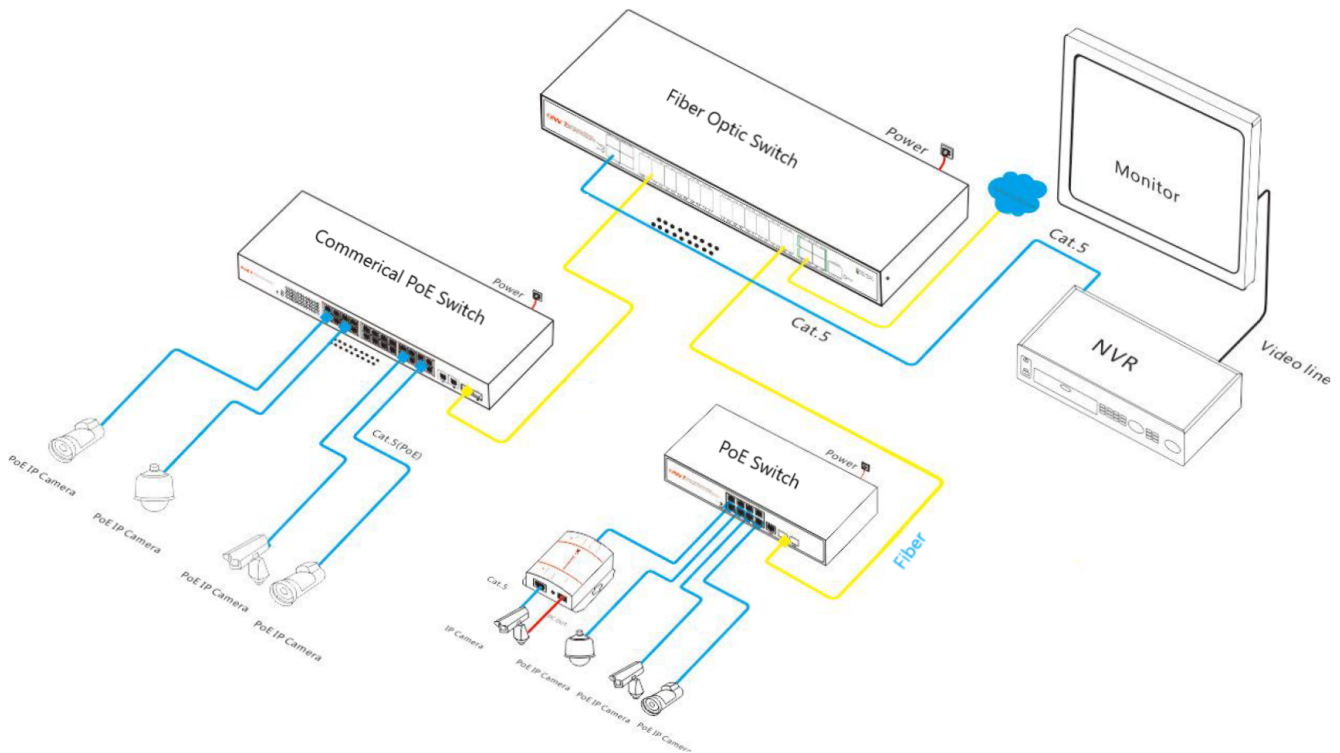 Fiber Optic Switch
Power
Monitor
Cat.5
Commerical PoE Switch
Power
Cat.5
NVR
Video line
Cat.5(PoE)
PoE Switch
Power
PoE IP Camera
PoE IP Camera
Fiber
PoE IP Camera
Cat.5
PoE IP Camera
IP Camera
DC OUT
PoE IP Camera
PoE IP Camera
PoE IP Camera